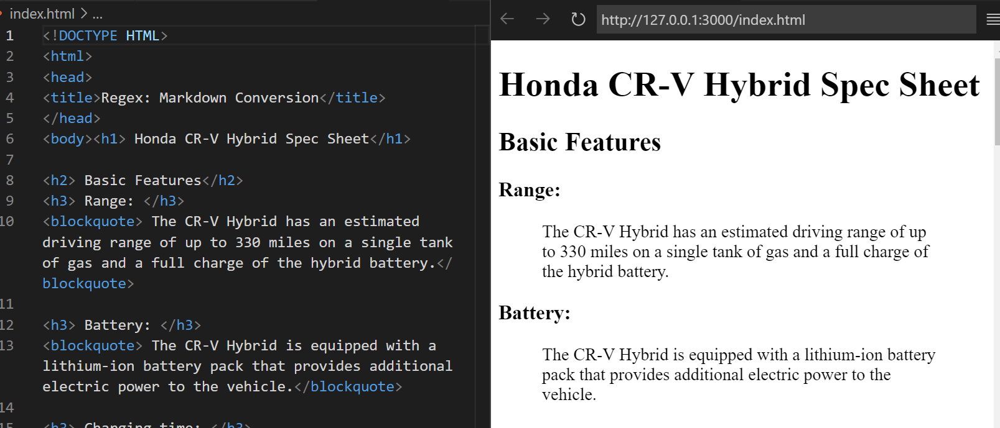 index.html > ...
1 <!DOCTYPE HTML>
2 <html>
3 <head>
4 <title>Regex: Markdown Conversion</title>
5 </head>
6 <body><h1> Honda CR-V Hybrid Spec Sheet</h1>
7
8 <h2> Basic Features</h2>
9 <h3> Range: </h3>
10 <blockquote> The CR-V Hybrid has an estimated
driving range of up to 330 miles on a single tank
of gas and a full charge of the hybrid battery.</
blockquote>
11
12 <h3> Battery: </h3>
13 <blockquote> The CR-V Hybrid is equipped with a
lithium-ion battery pack that provides additional
electric power to the vehicle.</blockquote>
14
15 <h3> Charging time: </h3>
http://127.0.0.1:3000/index.html
Honda CR-V Hybrid Spec Sheet
Basic Features
Range:
The CR-V Hybrid has an estimated driving range of up
to 330 miles on a single tank of gas and a full charge of
the hybrid battery.
Battery:
The CR-V Hybrid is equipped with a lithium-ion battery
pack that provides additional electric power to the
vehicle.